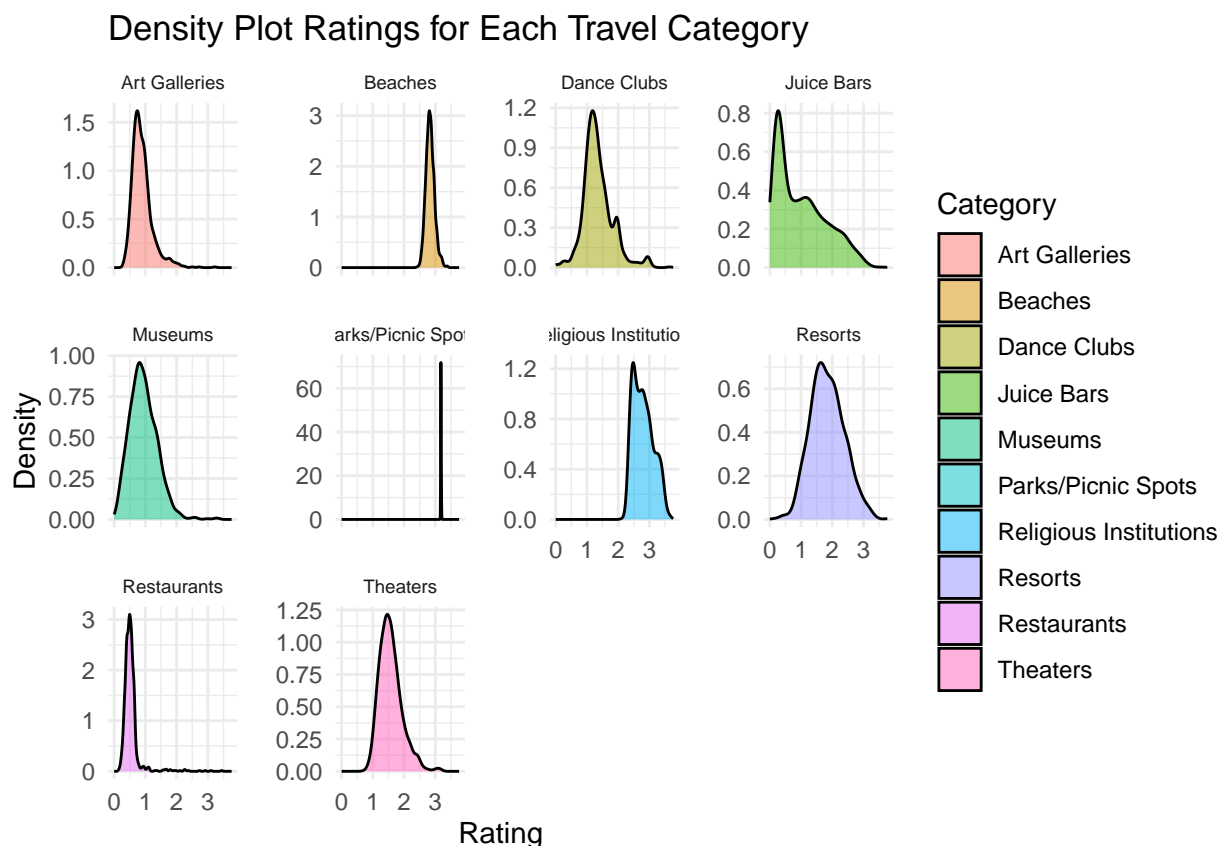 Density Plot Ratings for Each Travel Category
Art Galleries
Beaches
Dance Clubs
Juice Bars
1.5
1.0
0.5
0.0
3
2
1
0
1.2
0.9
0.6
0.3
0.0
0.8
0.6
0.4
0.2
0.0
Museums
arks/Picnic Spot
eligious Institutio
Resorts
1.00
0.75
0.50
0.25
0.00
60
40
20
0
1.2
0.8
0.4
0.0
0 1 2 3
0.6
0.4
0.2
0.0
0 1 2 3
Density
Restaurants
Theaters
3
2
1
0
0 1 2 3
1.25
1.00
0.75
0.50
0.25
0.00
0 1 2 3
Rating
Category
Art Galleries
Beaches
Dance Clubs
Juice Bars
Museums
Parks/Picnic Spots
Religious Institutions
Resorts
Restaurants
Theaters